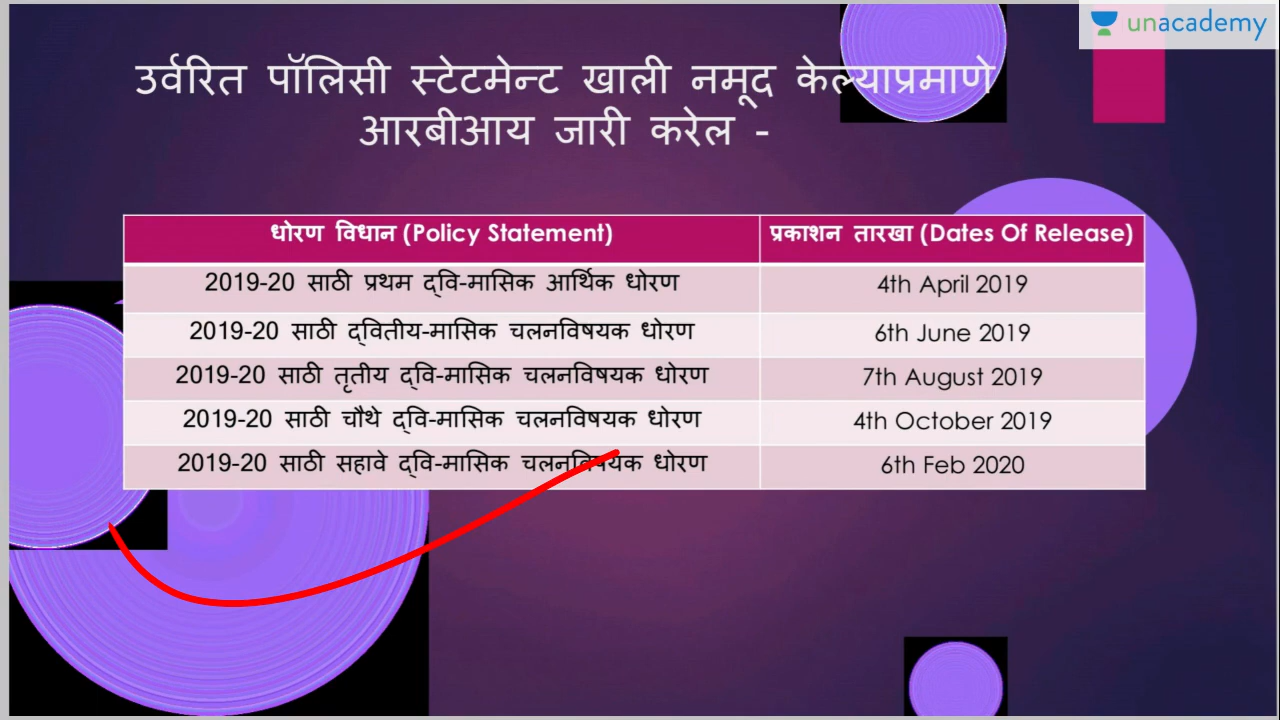 unacademy
उर्वरित पॉलिसी स्टेटमेन्ट खाली नमूद केल्याप्रमाणे
आरबीआय जारी करेल -
धोरण विधान (Policy Statement) प्रकाशन तारखा (Dates Of Release)
2019-20 साठी प्रथम द्वि-मासिक आर्थिक धोरण 4th April 2019
2019-20 साठी द्वितीय-मासिक चलनविषयक धोरण 6th June 2019
2019-20 साठी तृतीय द्वि-मासिक चलनविषयक धोरण 7th August 2019
2019-20 साठी चौथे द्वि-मासिक चलनविषयक धोरण 4th October 2019
2019-20 साठी सहावे द्वि-मासिक चलनविषयक धोरण 6th Feb 2020